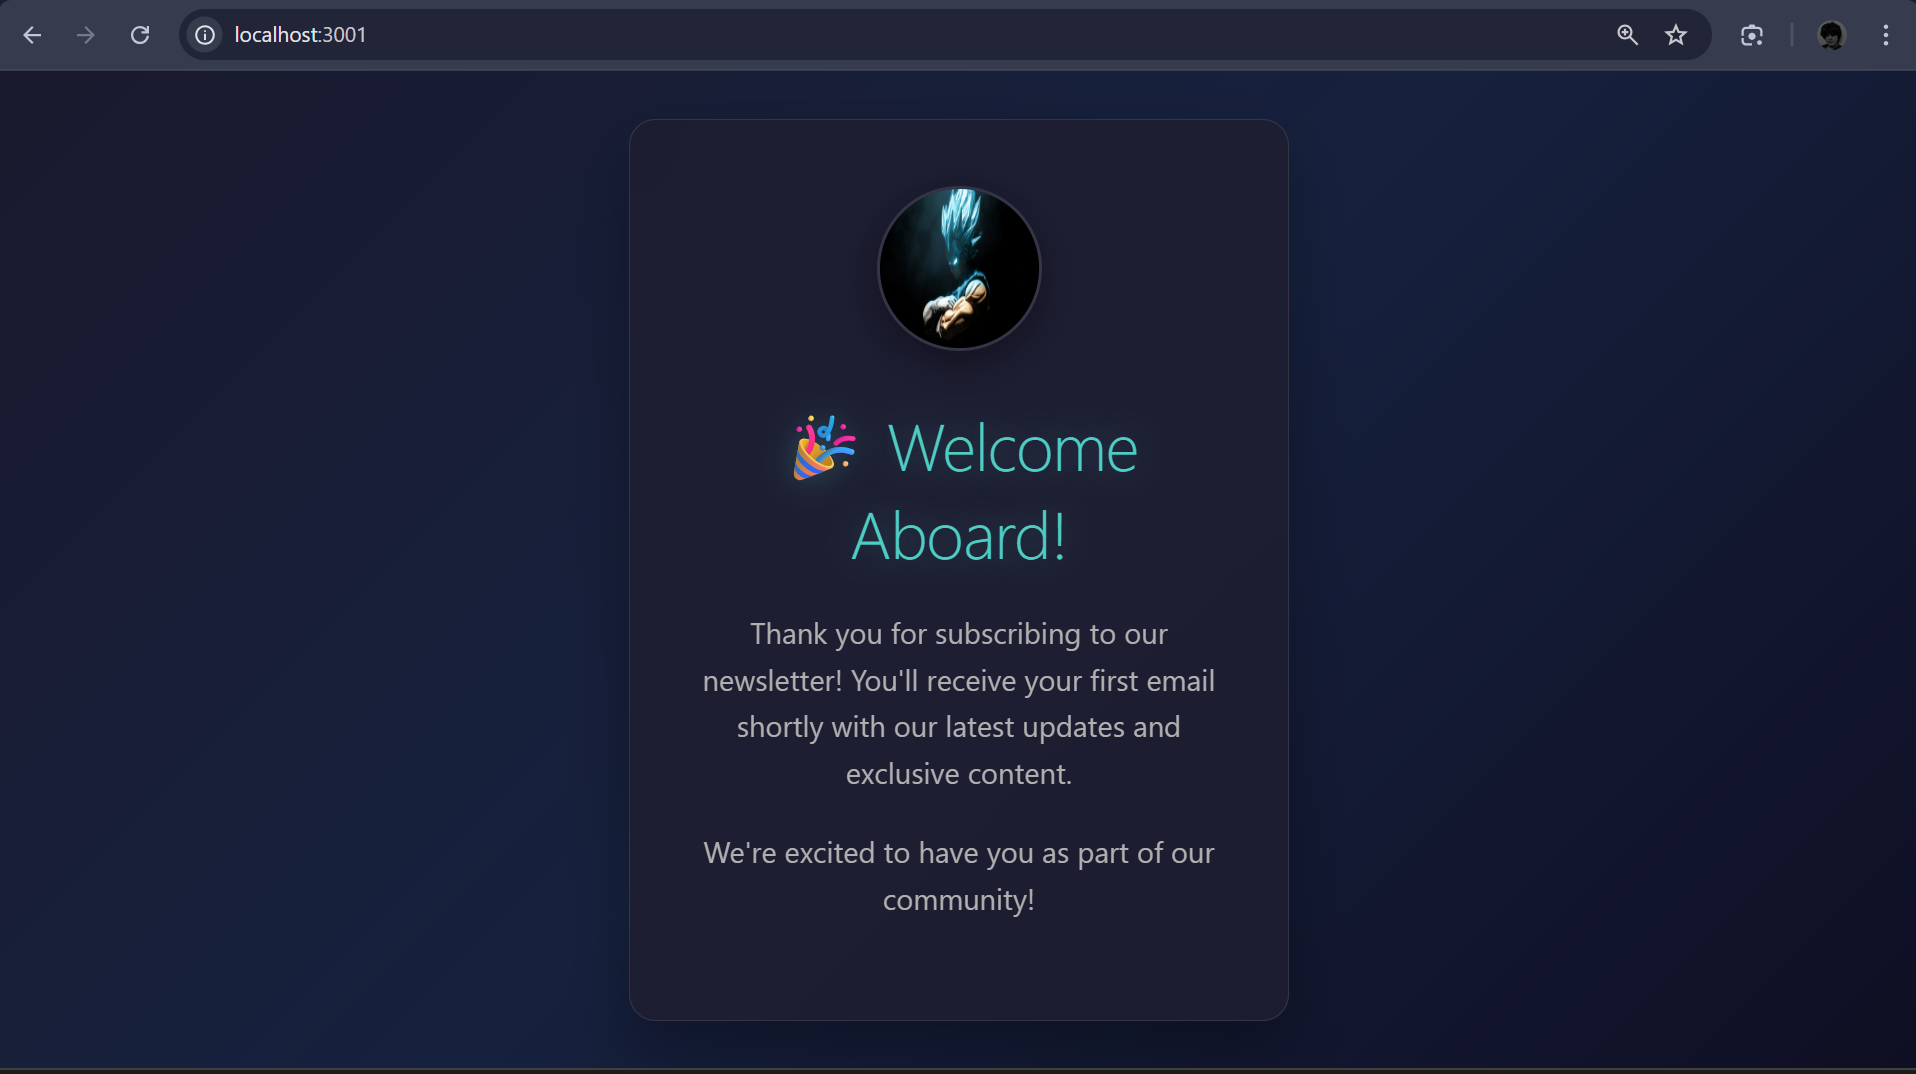 localhost:3001
🎉 Welcome
Aboard!
Thank you for subscribing to our
newsletter! You'll receive your first email
shortly with our latest updates and
exclusive content.
We're excited to have you as part of our
community!